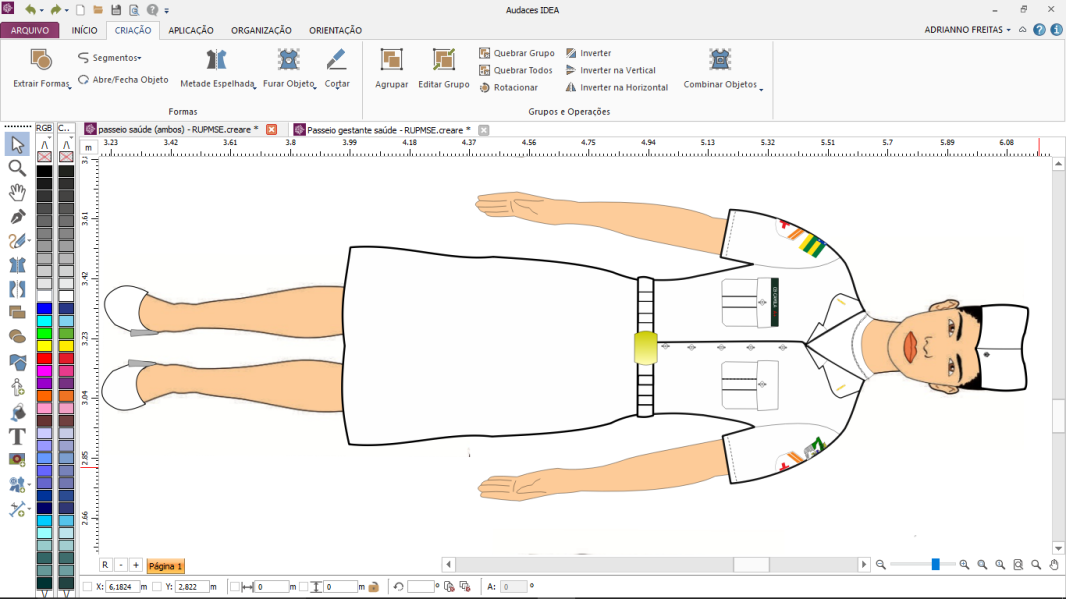 Audaces IDEA
ARQUIVO INÍCIO CRIAÇÃO APLICAÇÃO ORGANIZAÇÃO ORIENTAÇÃO ADRIANNO FREITAS
Extrair Formas
Segmentos
Abre/Fecha Objeto
Metade Espelhada
Furar Objeto
Cortar
Formas
Agrupar
Editar Grupo
Quebrar Grupo
Quebrar Todos
Rotacionar
Inverter
Inverter na Vertical
Inverter na Horizontal
Combinar Objetos
Grupos e Operações
RGB C... passeio saúde (ambos) - RUPMSE.creare * Passeio gestante saúde - RUPMSE.creare *
m 3.23 3.42 3.61 3.8 3.99 4.18 4.37 4.56 4.75 4.94 5.13 5.32 5.51 5.7 5.89 6.08
3.61
3.42
3.23
3.04
2.85
2.66
T
R - + Página 1
X: 6.1824 m Y: 2.822 m 0 m 0 m º A: 0 º